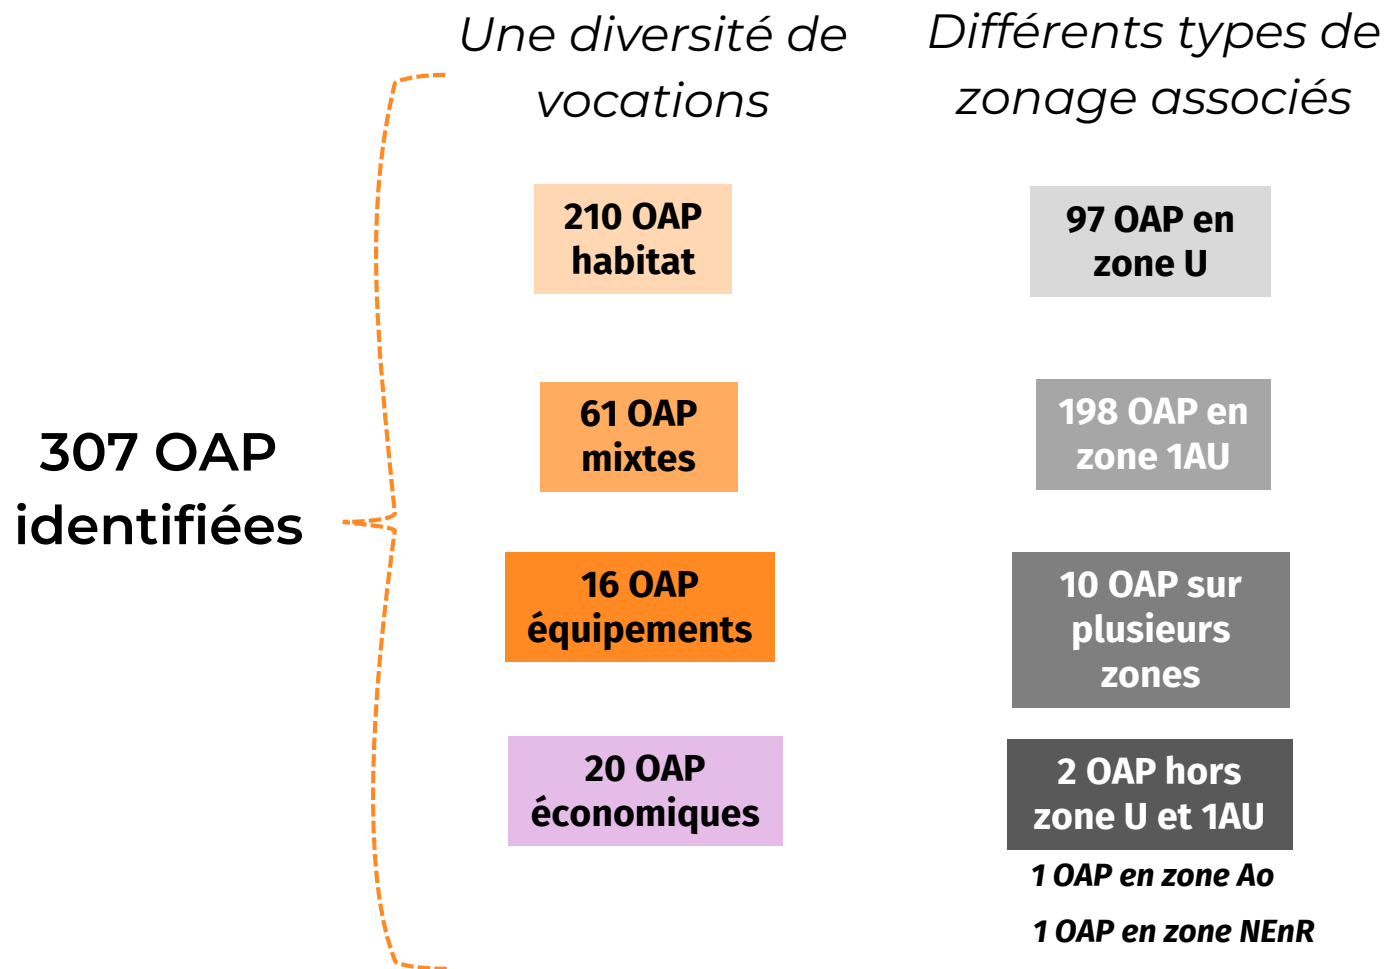 Une diversité de
vocations
Différents types de
zonage associés
307 OAP
identifiées
210 OAP
habitat
61 OAP
mixtes
16 OAP
équipements
20 OAP
économiques
97 OAP en
zone U
198 OAP en
zone 1AU
10 OAP sur
plusieurs
zones
2 OAP hors
zone U et 1AU
1 OAP en zone Ao
1 OAP en zone NEnR